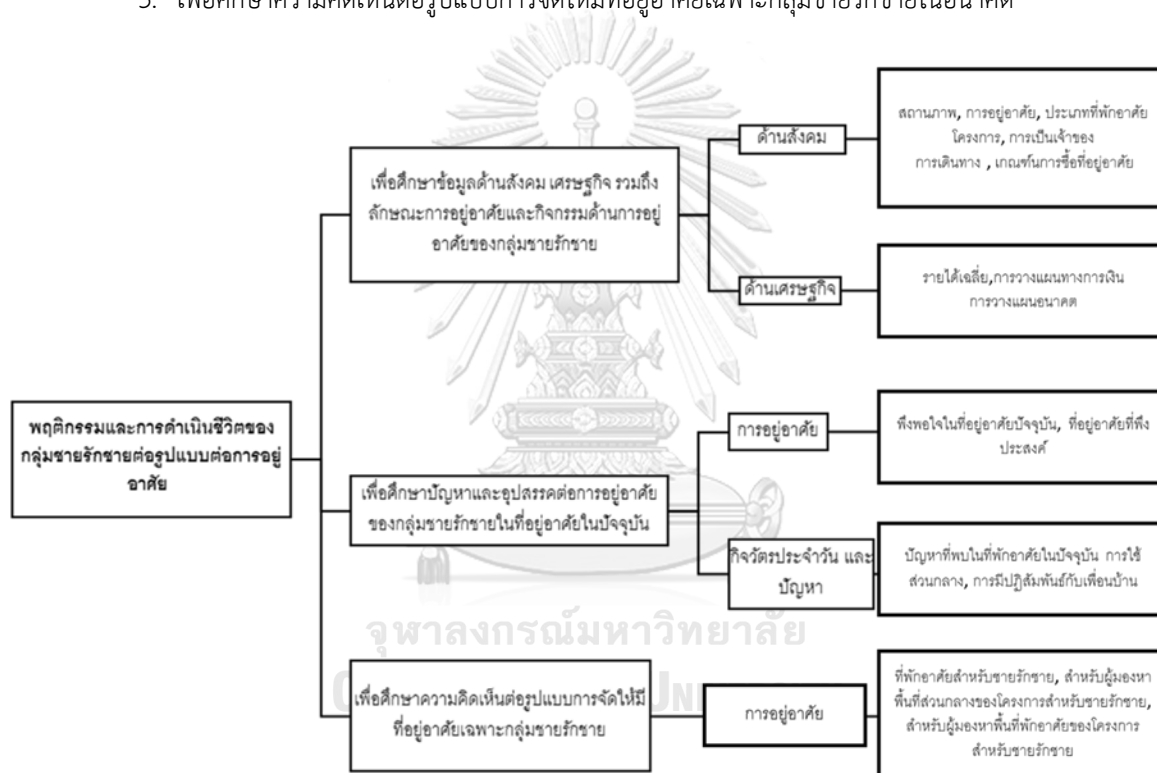 3. เพื่อศึกษาความคิดเห็นต่อรูปแบบการจัดให้มีที่อยู่อาศัยเฉพาะกลุ่มชายรักชายในอนาคต
พฤติกรรมและการดำเนินชีวิตของ
กลุ่มชายรักชายต่อรูปแบบต่อการอยู่
อาศัย
เพื่อศึกษาข้อมูลด้านสังคม เศรษฐกิจ รวมถึง
ลักษณะการอยู่อาศัยและกิจกรรมด้านการอยู่
อาศัยของกลุ่มชายรักชาย
ด้านสังคม
สถานภาพ, การอยู่อาศัย, ประเภทที่พักอาศัย
โครงการ, การเป็นเจ้าของ
การเดินทาง , เกณฑ์นการซื้อที่อยู่อาศัย
ด้านเศรษฐกิจ
รายได้เฉลี่ย,การวางแผนทางการเงิน
การวางแผนอนาคต
เพื่อศึกษาปัญหาและอุปสรรคต่อการอยู่อาศัย
ของกลุ่มชายรักชายในที่อยู่อาศัยในปัจจุบัน
การอยู่อาศัย
พึงพอใจในที่อยู่อาศัยปัจจุบัน, ที่อยู่อาศัยที่พึง
ประสงค์
กิจวัตรประจำวัน และ
ปัญหา
ปัญหาที่พบในที่พักอาศัยในปัจจุบัน การใช้
ส่วนกลาง, การมีปฏิสัมพันธ์กับเพื่อนบ้าน
จุฬาลงกรณ์มหาวิทยาลัย
เพื่อศึกษาความคิดเห็นต่อรูปแบบการจัดให้มี
ที่อยู่อาศัยเฉพาะกลุ่มชายรักชาย
การอยู่อาศัย
ที่พักอาศัยสำหรับชายรักชาย, สำหรับผู้มองหา
พื้นที่ส่วนกลางของโครงการสำหรับชายรักชาย,
สำหรับผู้มองหาพื้นที่พักอาศัยของโครงการ
สำหรับชายรักชาย